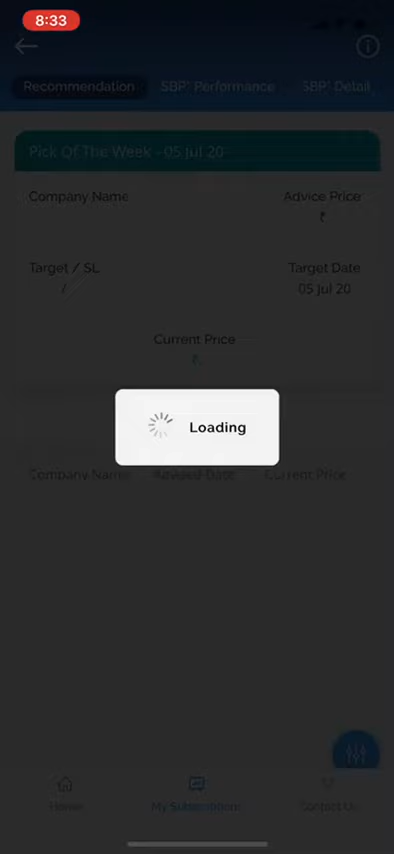 8:33
Recommendation SBP* Performance SBP* Detail
Pick Of The Week - 05 Jul 20
Company Name Advice Price
₹
Target / SL Target Date
/ 05 Jul 20
Current Price
₹
Loading
Company Name Advised Date Current Price
Home My Subscriptions Contact Us